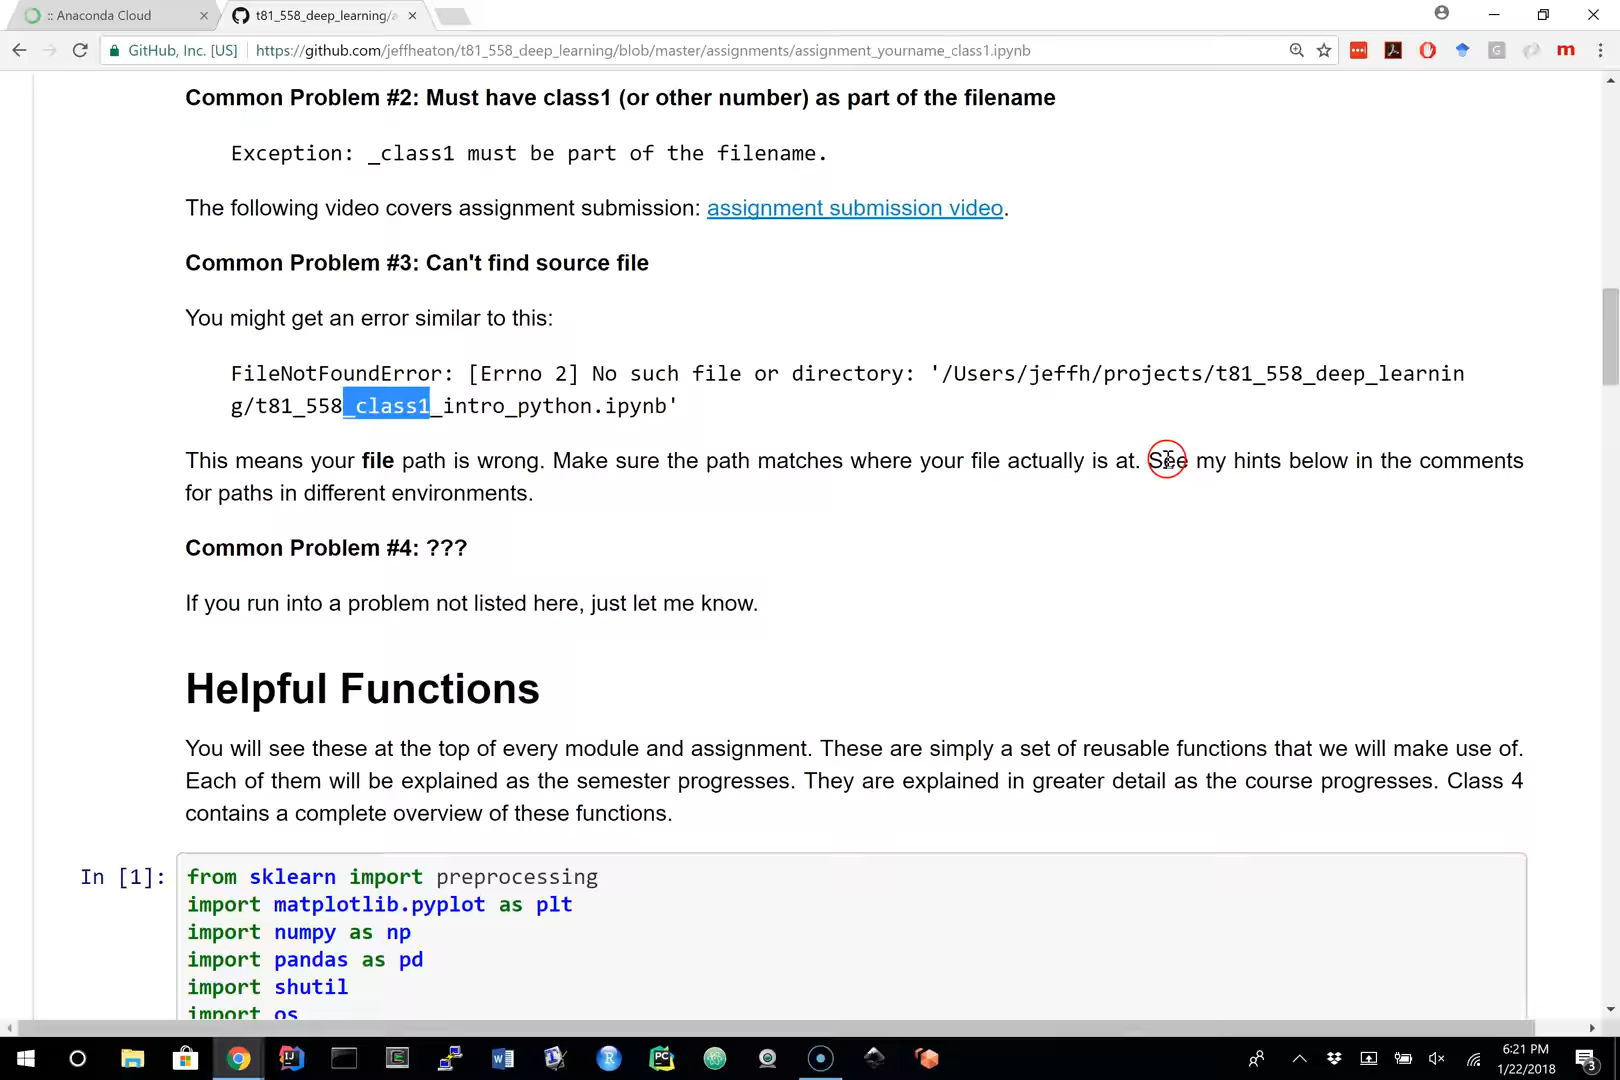 :: Anaconda Cloud
t81_558_deep_learning/a
GitHub, Inc. [US]
https://github.com/jeffheaton/t81_558_deep_learning/blob/master/assignments/assignment_yourname_class1.ipynb
Common Problem #2: Must have class1 (or other number) as part of the filename
Exception: _class1 must be part of the filename.
The following video covers assignment submission: assignment submission video.
Common Problem #3: Can't find source file
You might get an error similar to this:
FileNotFoundError: [Errno 2] No such file or directory: '/Users/jeffh/projects/t81_558_deep_learnin
g/t81_558_class1_intro_python.ipynb'
This means your file path is wrong. Make sure the path matches where your file actually is at. See my hints below in the comments
for paths in different environments.
Common Problem #4: ???
If you run into a problem not listed here, just let me know.
Helpful Functions
You will see these at the top of every module and assignment. These are simply a set of reusable functions that we will make use of.
Each of them will be explained as the semester progresses. They are explained in greater detail as the course progresses. Class 4
contains a complete overview of these functions.
In [1]:
from sklearn import preprocessing
import matplotlib.pyplot as plt
import numpy as np
import pandas as pd
import shutil
import os
6:21 PM
1/22/2018
3